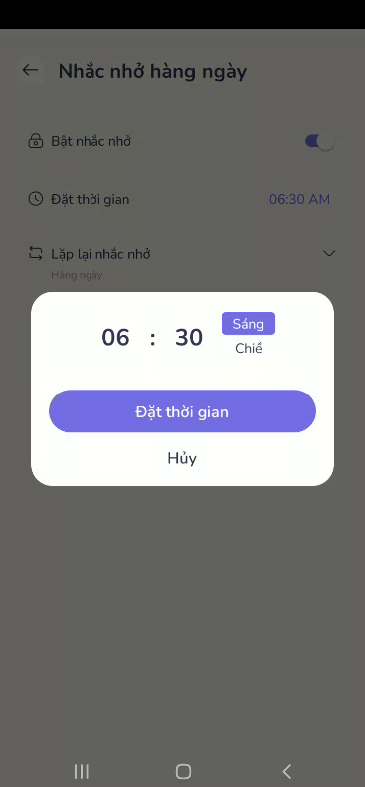 Nhắc nhở hàng ngày
Bật nhắc nhở
Đặt thời gian 06:30 AM
Lặp lại nhắc nhở
Hàng ngày
06 : 30
Sáng
Chiề
Đặt thời gian
Hủy